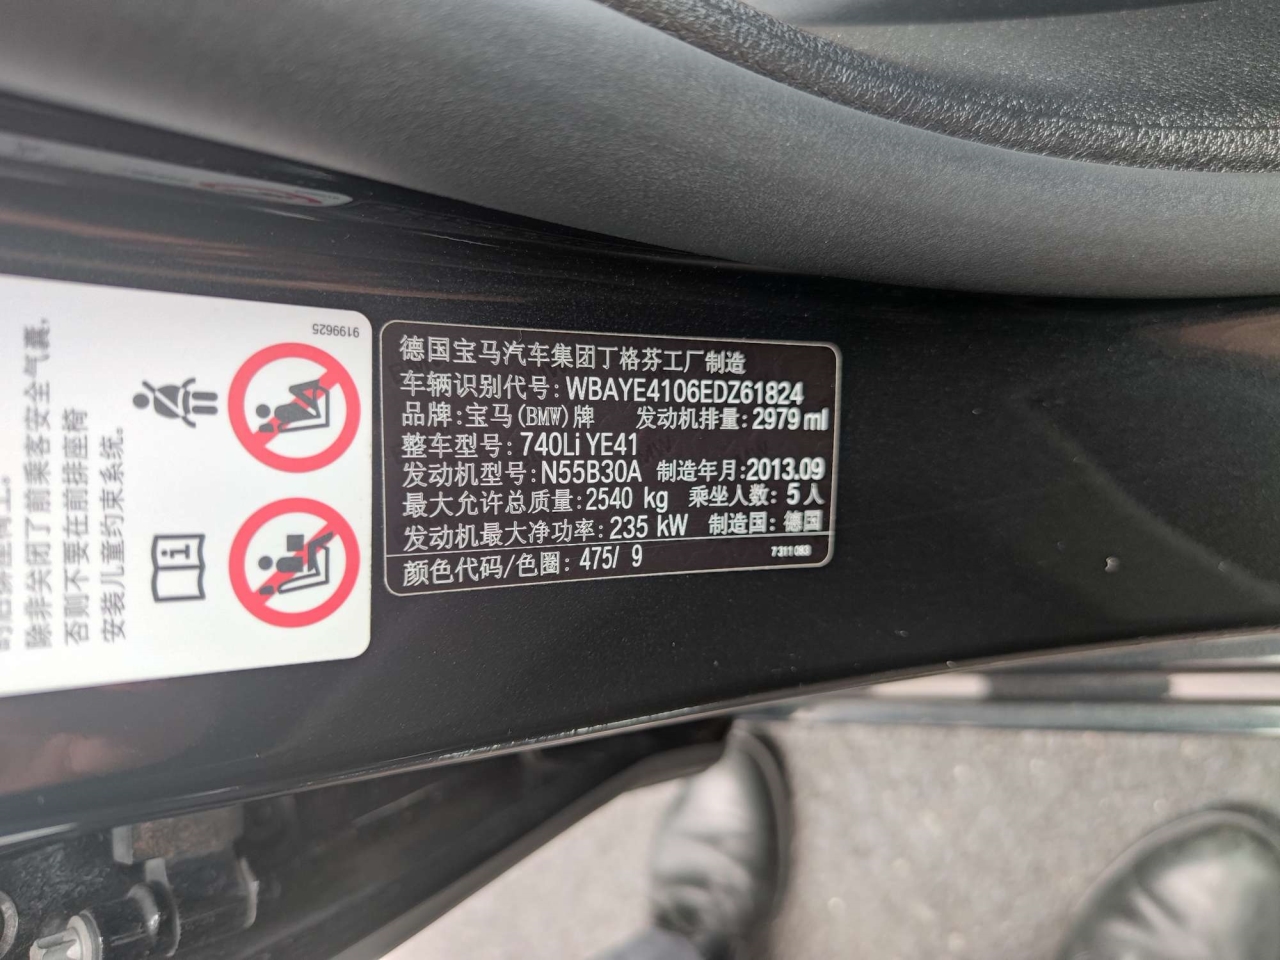 德国宝马汽车集团丁格芬工厂制造
车辆识别代号: WBAYE4106EDZ61824
品牌: 宝马(BMW)牌 发动机排量: 2979 ml
整车型号: 740Li YE41
发动机型号: N55B30A 制造年月: 2013.09
最大允许总质量: 2540 kg 乘坐人数: 5 人
发动机最大净功率: 235 kW 制造国: 德国
颜色代码/色圈: 475/ 9 7311083
9199625
除非关闭了前乘客安全气囊,
否则不要在前排座椅
安装儿童约束系统。